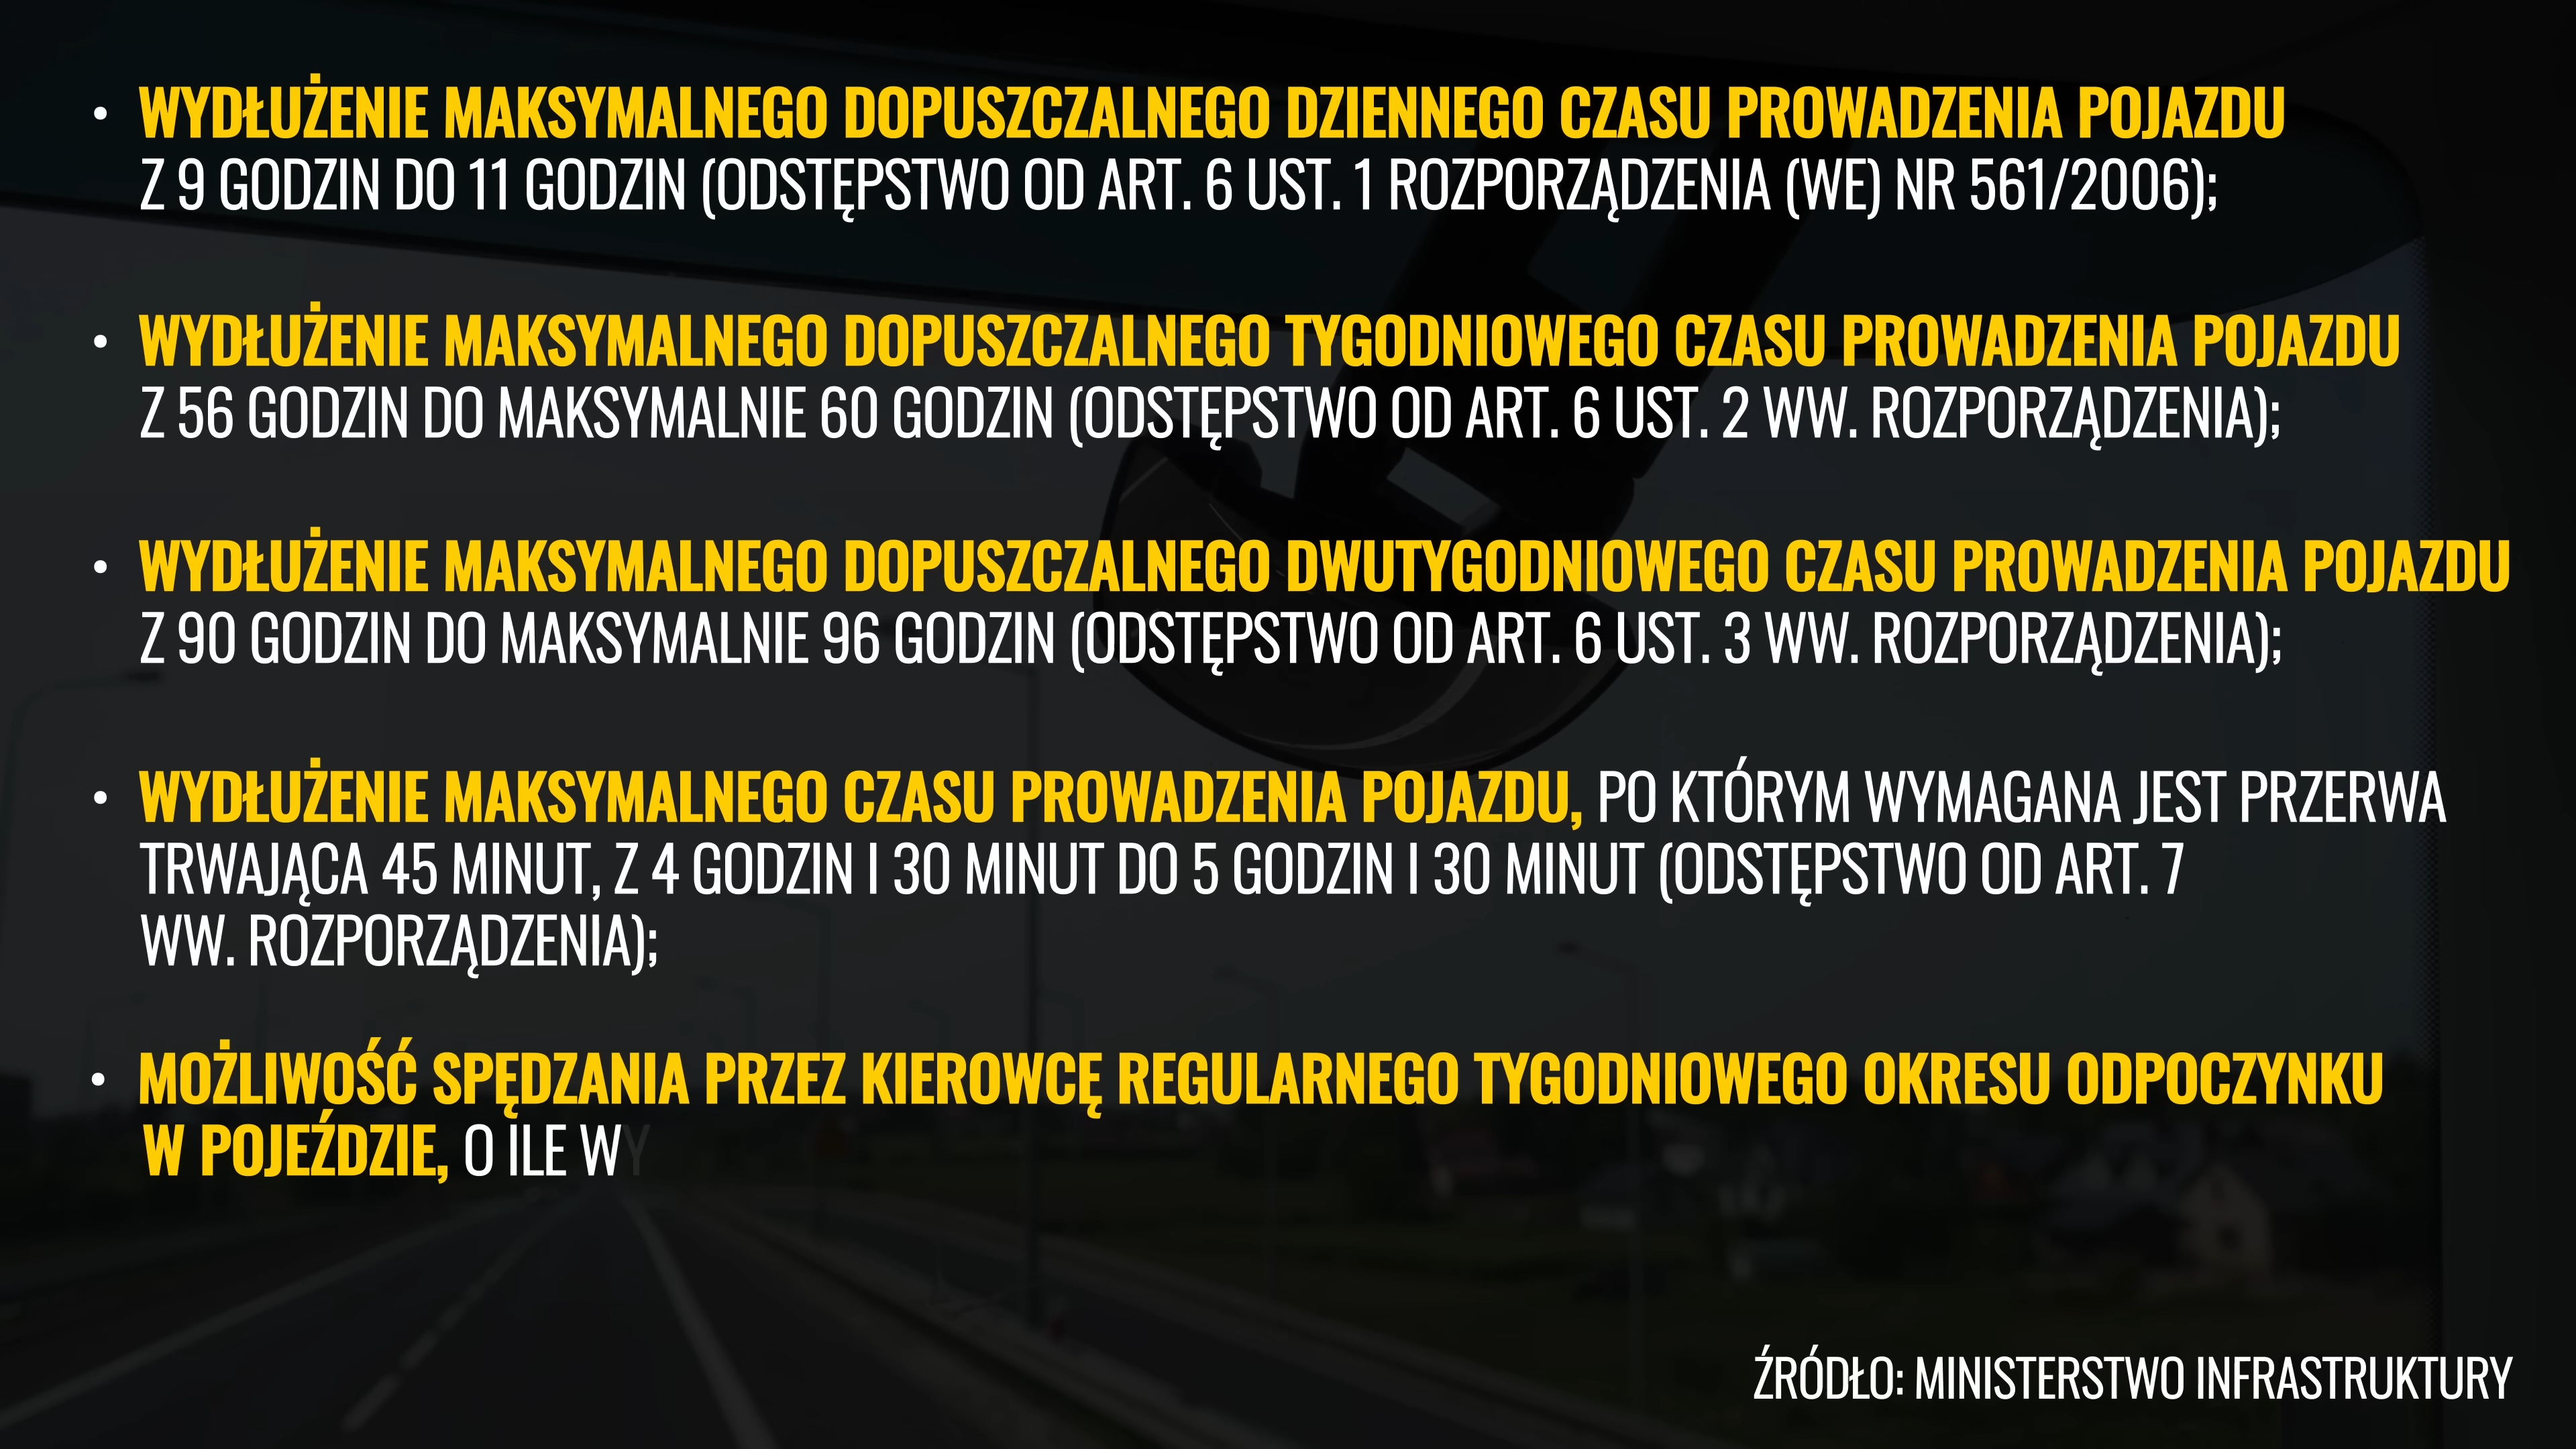 • WYDŁUŻENIE MAKSYMALNEGO DOPUSZCZALNEGO DZIENNEGO CZASU PROWADZENIA POJAZDU
Z 9 GODZIN DO 11 GODZIN (ODSTĘPSTWO OD ART. 6 UST. 1 ROZPORZĄDZENIA (WE) NR 561/2006);
• WYDŁUŻENIE MAKSYMALNEGO DOPUSZCZALNEGO TYGODNIOWEGO CZASU PROWADZENIA POJAZDU
Z 56 GODZIN DO MAKSYMALNIE 60 GODZIN (ODSTĘPSTWO OD ART. 6 UST. 2 WW. ROZPORZĄDZENIA);
• WYDŁUŻENIE MAKSYMALNEGO DOPUSZCZALNEGO DWUTYGODNIOWEGO CZASU PROWADZENIA POJAZDU
Z 90 GODZIN DO MAKSYMALNIE 96 GODZIN (ODSTĘPSTWO OD ART. 6 UST. 3 WW. ROZPORZĄDZENIA);
• WYDŁUŻENIE MAKSYMALNEGO CZASU PROWADZENIA POJAZDU, PO KTÓRYM WYMAGANA JEST PRZERWA
TRWAJĄCA 45 MINUT, Z 4 GODZIN I 30 MINUT DO 5 GODZIN I 30 MINUT (ODSTĘPSTWO OD ART. 7
WW. ROZPORZĄDZENIA);
• MOŻLIWOŚĆ SPĘDZANIA PRZEZ KIEROWCĘ REGULARNEGO TYGODNIOWEGO OKRESU ODPOCZYNKU
W POJEŹDZIE, O ILE WY
ŹRÓDŁO: MINISTERSTWO INFRASTRUKTURY